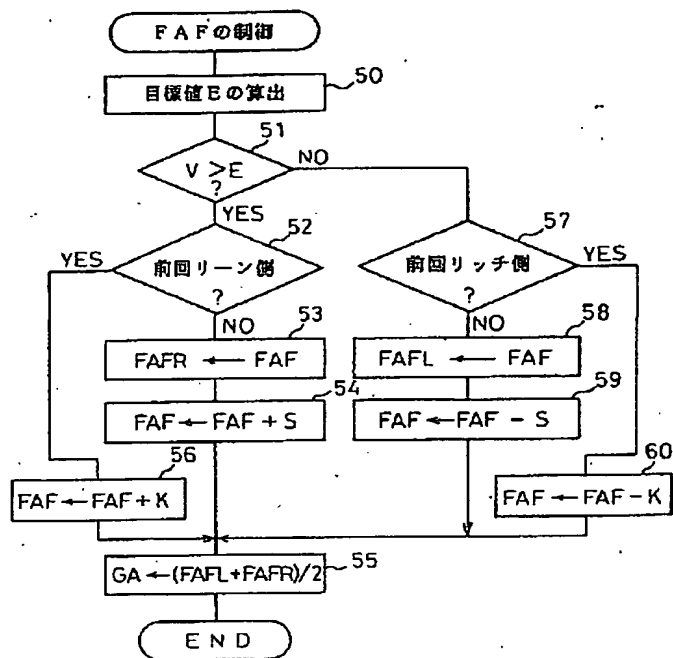 FAFの制御
目標値Eの算出
50
V>E
?
51
NO
YES
前回リーン側
?
52
YES
NO
前回リッチ側
?
57
YES
NO
FAFR ← FAF
53
FAFL ← FAF
58
FAF←FAF+S
54
FAF←FAF-S
59
FAF←FAF+K
56
FAF←FAF-K
60
GA←(FAFL+FAFR)/2
55
END